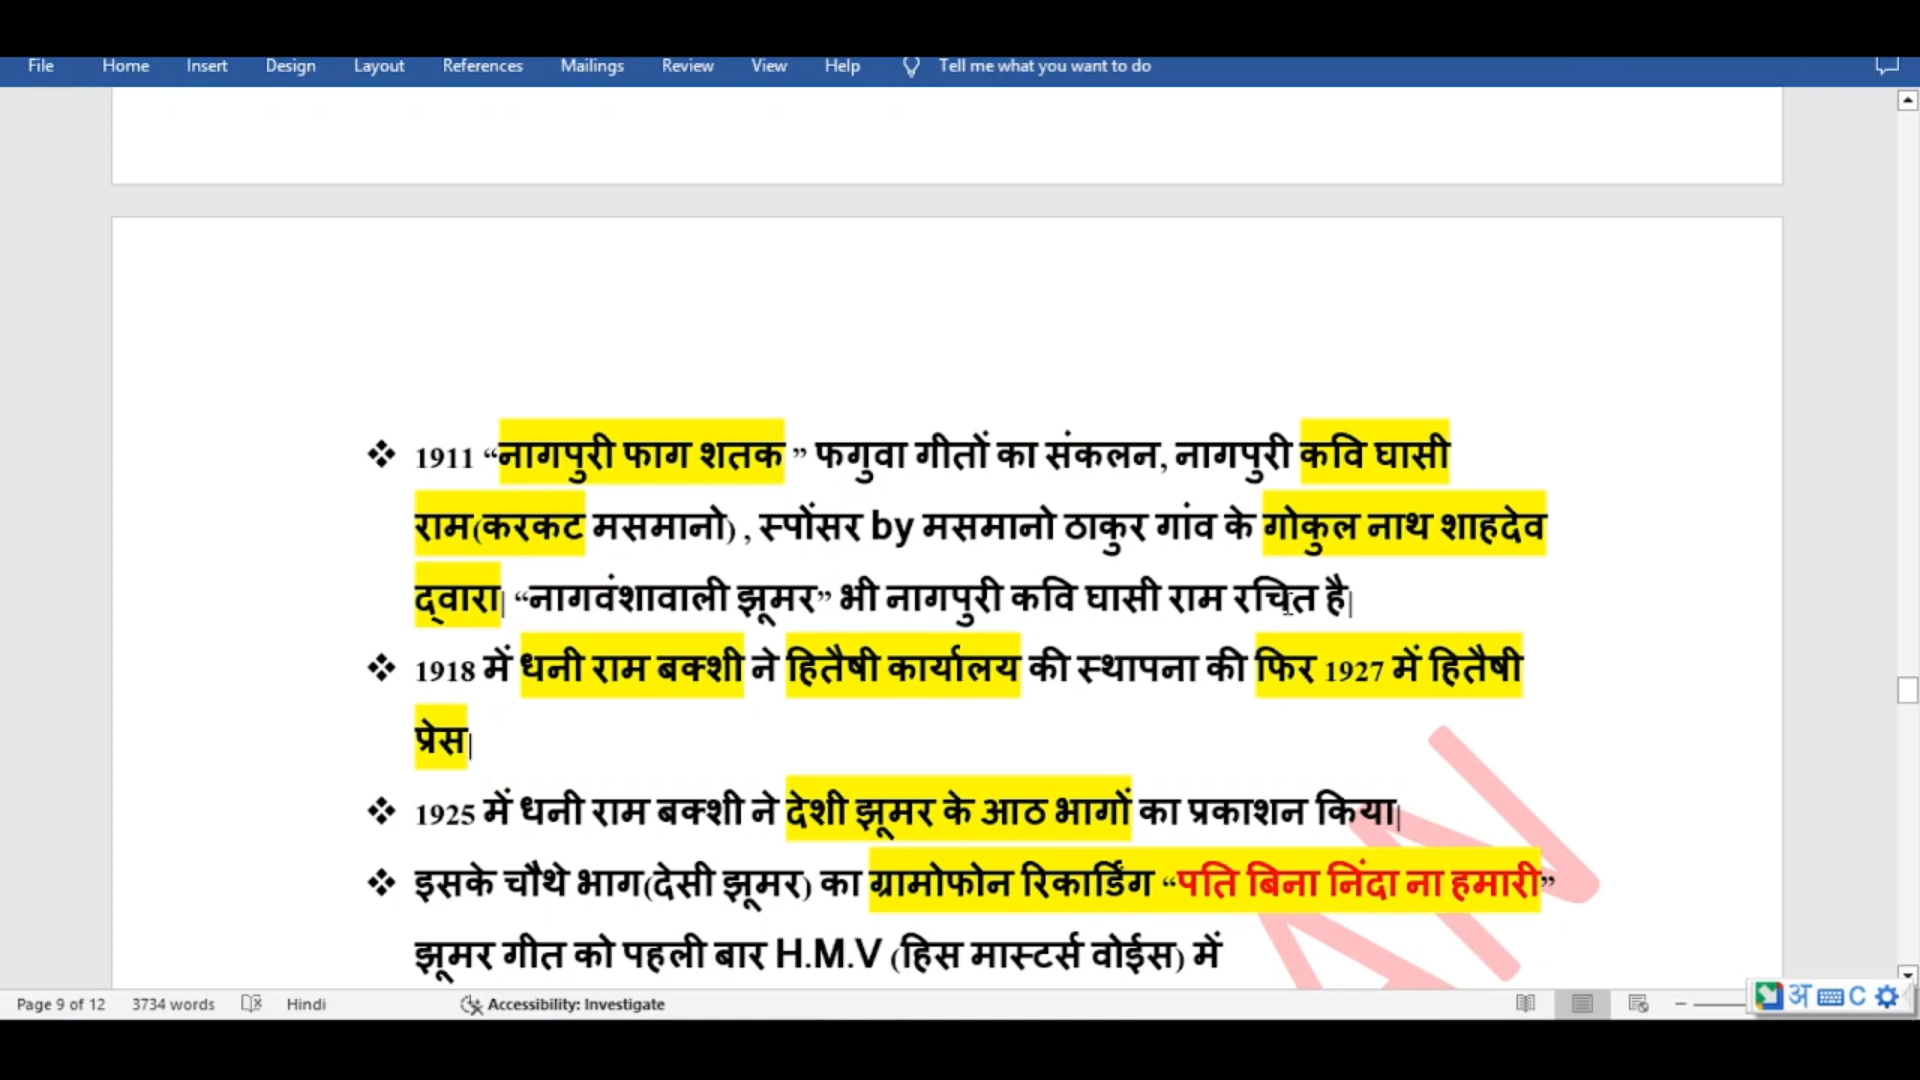 File Home Insert Design Layout References Mailings Review View Help Tell me what you want to do
❖ 1911 “नागपुरी फाग शतक ” फगुवा गीतों का संकलन, नागपुरी कवि घासी
राम(करकट मसमानो) , स्पोंसर by मसमानो ठाकुर गांव के गोकुल नाथ शाहदेव
द्वारा| “नागवंशावाली झूमर” भी नागपुरी कवि घासी राम रचित है|
❖ 1918 में धनी राम बक्शी ने हितैषी कार्यालय की स्थापना की फिर 1927 में हितैषी
प्रेस|
❖ 1925 में धनी राम बक्शी ने देशी झूमर के आठ भागों का प्रकाशन किया|
❖ इसके चौथे भाग(देसी झूमर) का ग्रामोफोन रिकार्डिंग “पति बिना निंदा ना हमारी”
झूमर गीत को पहली बार H.M.V (हिस मास्टर्स वोईस) में
Page 9 of 12 3734 words Hindi Accessibility: Investigate अ C